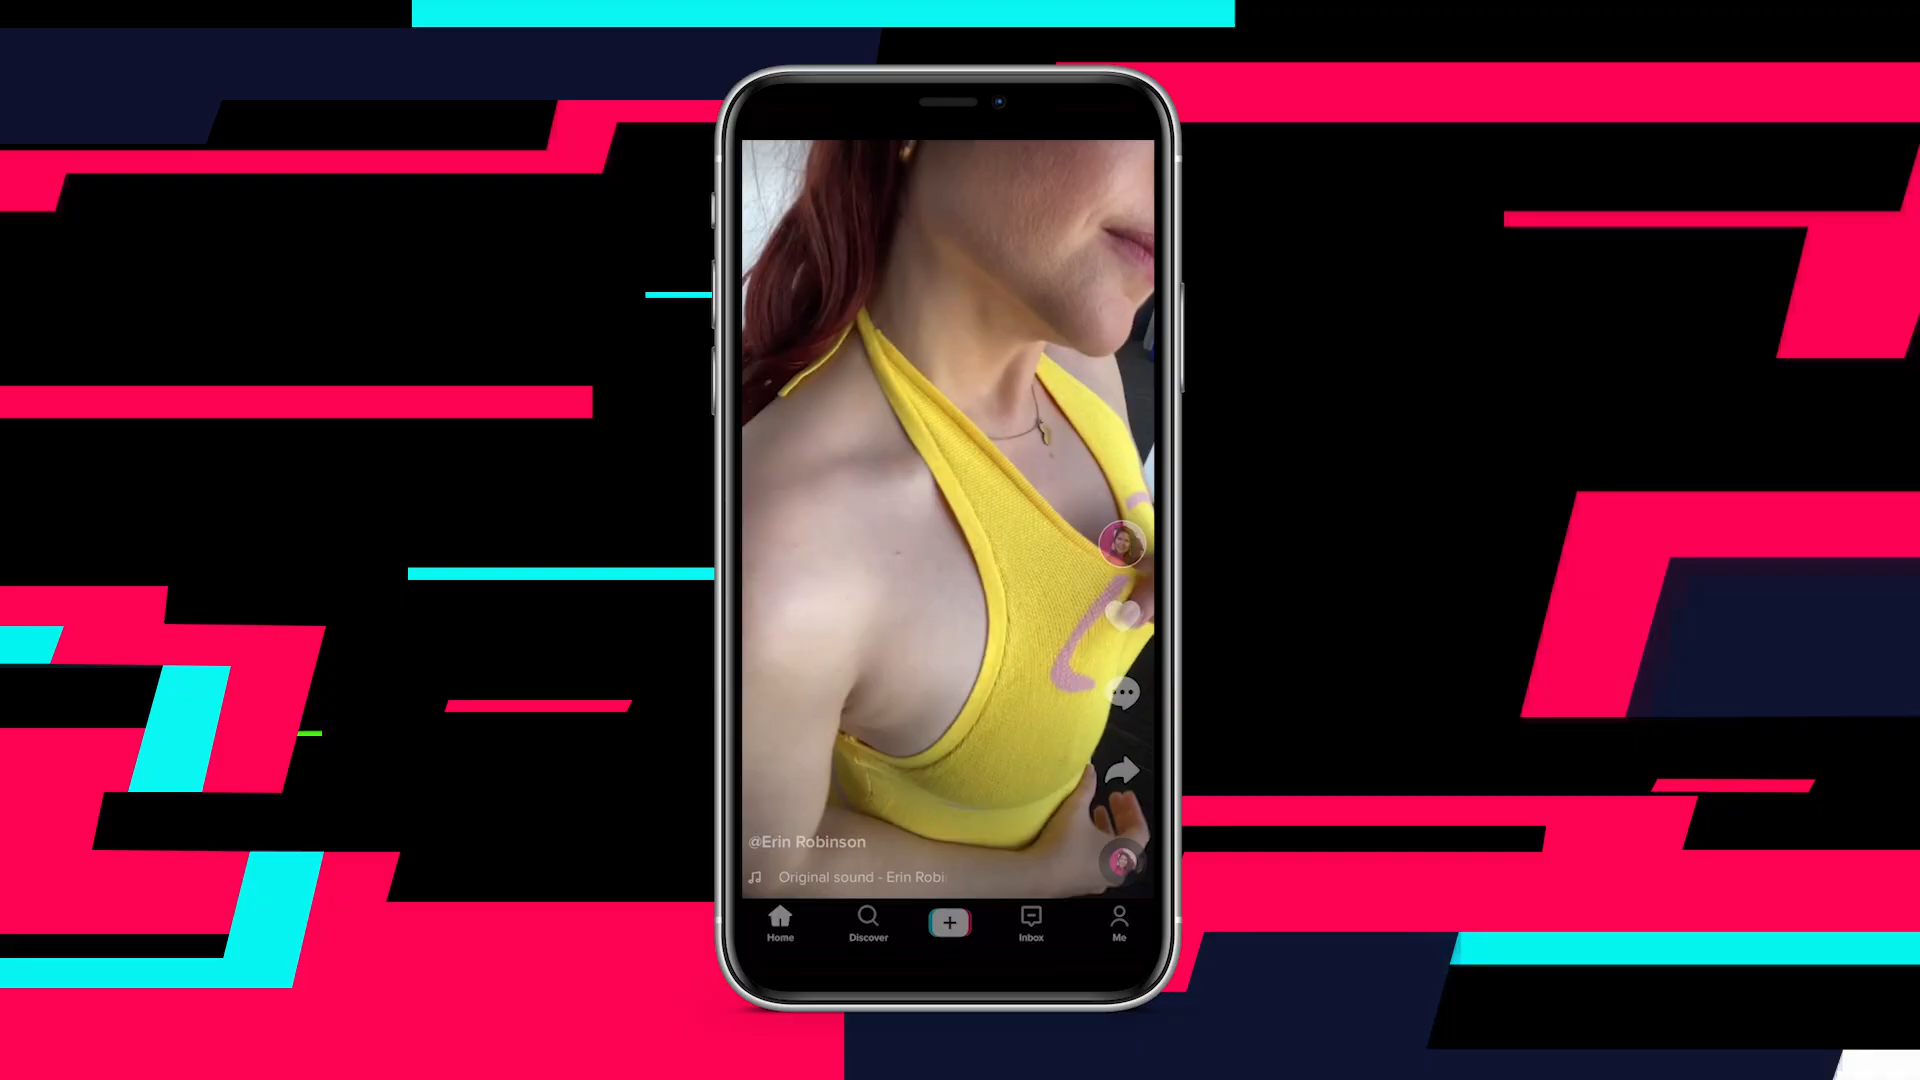 @Erin Robinson
Original sound - Erin Robi
Home
Discover
Inbox
Me